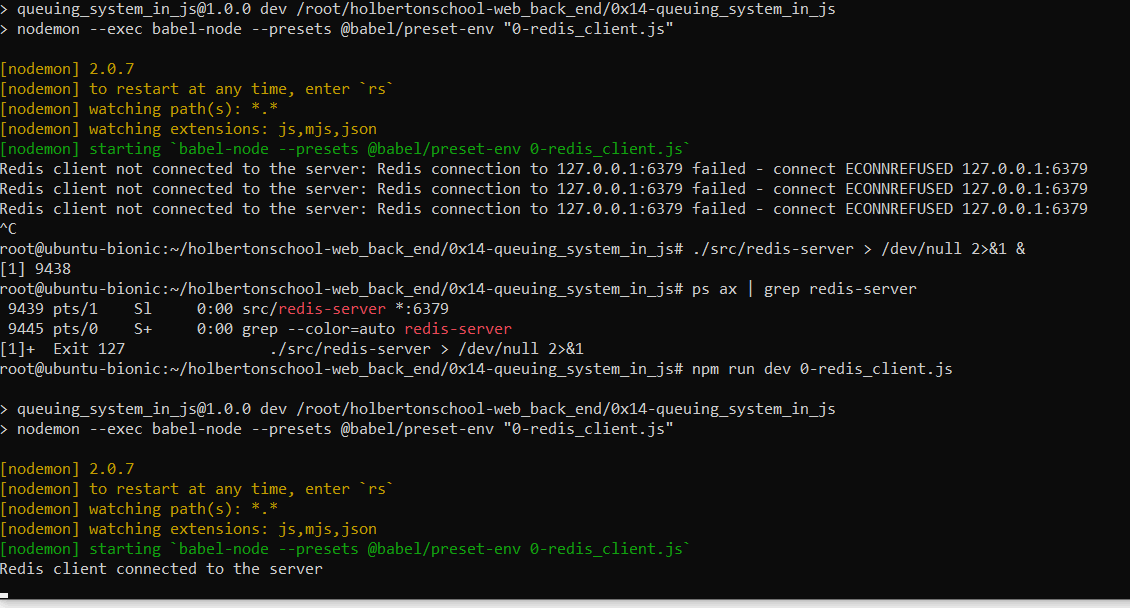 > queuing_system_in_js@1.0.0 dev /root/holbertonschool-web_back_end/0x14-queuing_system_in_js
> nodemon --exec babel-node --presets @babel/preset-env "0-redis_client.js"
[nodemon] 2.0.7
[nodemon] to restart at any time, enter `rs`
[nodemon] watching path(s): *.*
[nodemon] watching extensions: js,mjs,json
[nodemon] starting `babel-node --presets @babel/preset-env 0-redis_client.js`
Redis client not connected to the server: Redis connection to 127.0.0.1:6379 failed - connect ECONNREFUSED 127.0.0.1:6379
Redis client not connected to the server: Redis connection to 127.0.0.1:6379 failed - connect ECONNREFUSED 127.0.0.1:6379
Redis client not connected to the server: Redis connection to 127.0.0.1:6379 failed - connect ECONNREFUSED 127.0.0.1:6379
^C
root@ubuntu-bionic:~/holbertonschool-web_back_end/0x14-queuing_system_in_js# ./src/redis-server > /dev/null 2>&1 &
[1] 9438
root@ubuntu-bionic:~/holbertonschool-web_back_end/0x14-queuing_system_in_js# ps ax | grep redis-server
 9439 pts/1    Sl     0:00 src/redis-server *:6379
 9445 pts/0    S+     0:00 grep --color=auto redis-server
[1]+  Exit 127                ./src/redis-server > /dev/null 2>&1
root@ubuntu-bionic:~/holbertonschool-web_back_end/0x14-queuing_system_in_js# npm run dev 0-redis_client.js
> queuing_system_in_js@1.0.0 dev /root/holbertonschool-web_back_end/0x14-queuing_system_in_js
> nodemon --exec babel-node --presets @babel/preset-env "0-redis_client.js"
[nodemon] 2.0.7
[nodemon] to restart at any time, enter `rs`
[nodemon] watching path(s): *.*
[nodemon] watching extensions: js,mjs,json
[nodemon] starting `babel-node --presets @babel/preset-env 0-redis_client.js`
Redis client connected to the server